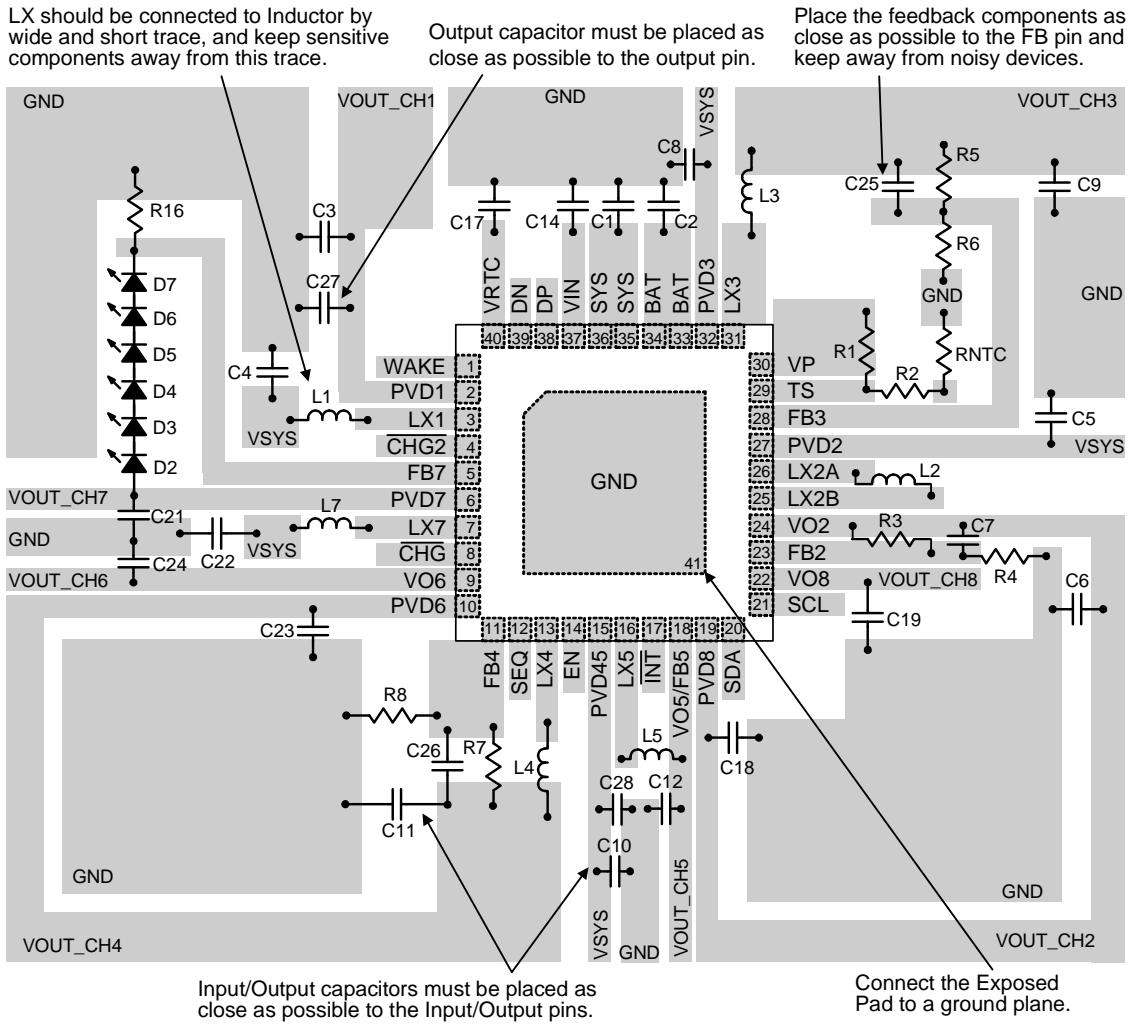 LX should be connected to Inductor by
wide and short trace, and keep sensitive
components away from this trace.
Output capacitor must be placed as
close as possible to the output pin.
Place the feedback components as
close as possible to the FB pin and
keep away from noisy devices.
GND
VOUT_CH1
GND
VSYS
VOUT_CH3
C8
R5
C25
C9
L3
R16
C3
C17
C14
C1
C2
R6
D7
C27
VRTC
DN
DP
VIN
SYS
SYS
BAT
BAT
PVD3
LX3
GND
GND
D6
40
39
38
37
36
35
34
33
32
31
D5
R1
RNTC
C4
WAKE
1
30
VP
R2
D4
L1
PVD1
2
29
TS
D3
LX1
3
28
FB3
C5
VSYS
CHG2
4
27
PVD2
VSYS
D2
FB7
5
26
LX2A
L2
GND
VOUT_CH7
PVD7
6
25
LX2B
C21
L7
LX7
7
24
VO2
R3
C7
GND
C22
VSYS
CHG
8
23
FB2
C24
R4
VOUT_CH6
VO6
9
22
VO8
VOUT_CH8
41
C6
PVD6
10
21
SCL
C19
C23
11
12
13
14
15
16
17
18
19
20
FB4
SEQ
LX4
EN
PVD45
LX5
INT
VO5/FB5
PVD8
SDA
R8
C26
R7
L4
L5
C18
C28
C12
C11
C10
GND
GND
VSYS
GND
VOUT_CH5
VOUT_CH4
VOUT_CH2
Input/Output capacitors must be placed as
close as possible to the Input/Output pins.
Connect the Exposed
Pad to a ground plane.